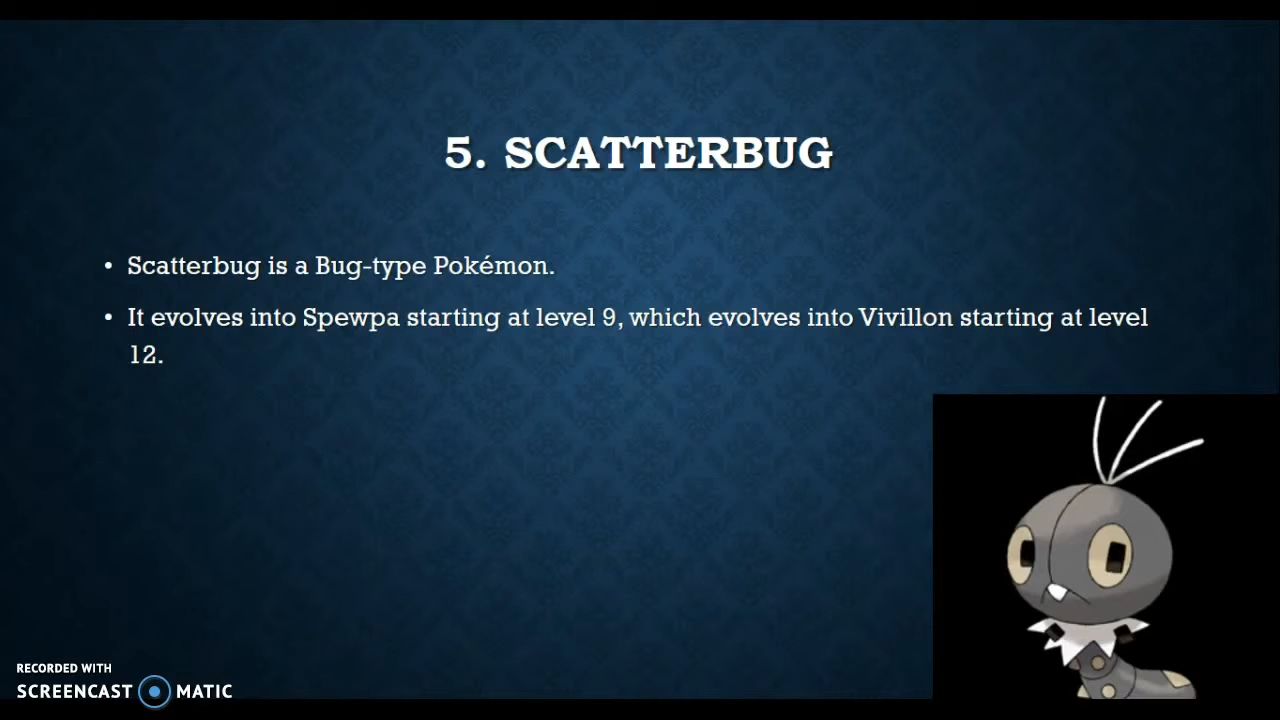 5. SCATTERBUG
• Scatterbug is a Bug-type Pokémon.
• It evolves into Spewpa starting at level 9, which evolves into Vivillon starting at level
12.
RECORDED WITH
SCREENCAST MATIC